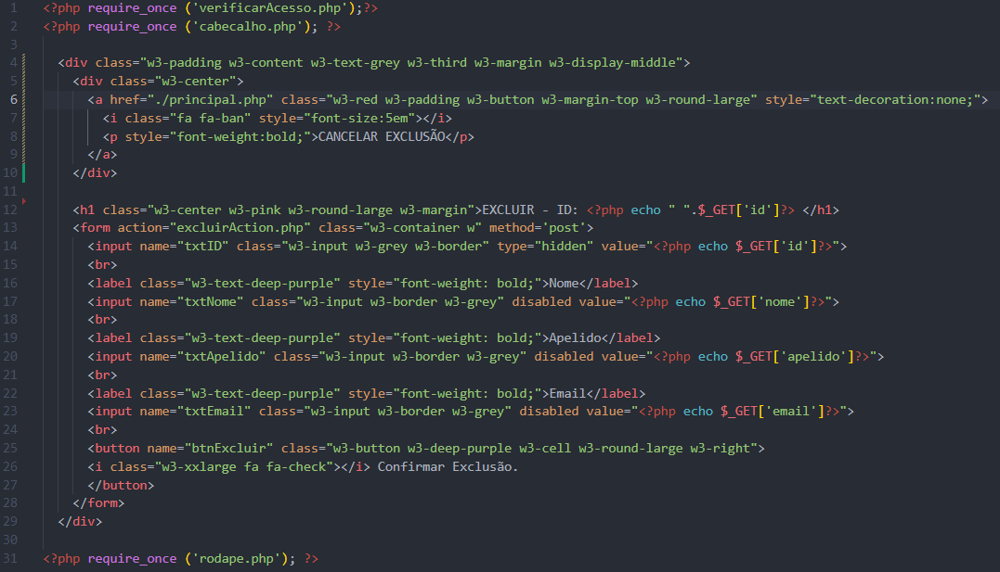 1 <?php require_once ('verificarAcesso.php');?>
2 <?php require_once ('cabecalho.php'); ?>
3
4 <div class="w3-padding w3-content w3-text-grey w3-third w3-margin w3-display-middle">
5 <div class="w3-center">
6 <a href="./principal.php" class="w3-red w3-padding w3-button w3-margin-top w3-round-large" style="text-decoration:none;">
7 <i class="fa fa-ban" style="font-size:5em"></i>
8 <p style="font-weight:bold;">CANCELAR EXCLUSÃO</p>
9 </a>
10 </div>
11
12 <h1 class="w3-center w3-pink w3-round-large w3-margin">EXCLUIR - ID: <?php echo " ".$_GET['id']?> </h1>
13 <form action="excluirAction.php" class="w3-container w" method='post'>
14 <input name="txtID" class="w3-input w3-grey w3-border" type="hidden" value="<?php echo $_GET['id']?>">
15 <br>
16 <label class="w3-text-deep-purple" style="font-weight: bold;">Nome</label>
17 <input name="txtNome" class="w3-input w3-border w3-grey" disabled value="<?php echo $_GET['nome']?>">
18 <br>
19 <label class="w3-text-deep-purple" style="font-weight: bold;">Apelido</label>
20 <input name="txtApelido" class="w3-input w3-border w3-grey" disabled value="<?php echo $_GET['apelido']?>">
21 <br>
22 <label class="w3-text-deep-purple" style="font-weight: bold;">Email</label>
23 <input name="txtEmail" class="w3-input w3-border w3-grey" disabled value="<?php echo $_GET['email']?>">
24 <br>
25 <button name="btnExcluir" class="w3-button w3-deep-purple w3-cell w3-round-large w3-right">
26 <i class="w3-xxlarge fa fa-check"></i> Confirmar Exclusão.
27 </button>
28 </form>
29 </div>
30
31 <?php require_once ('rodape.php'); ?>